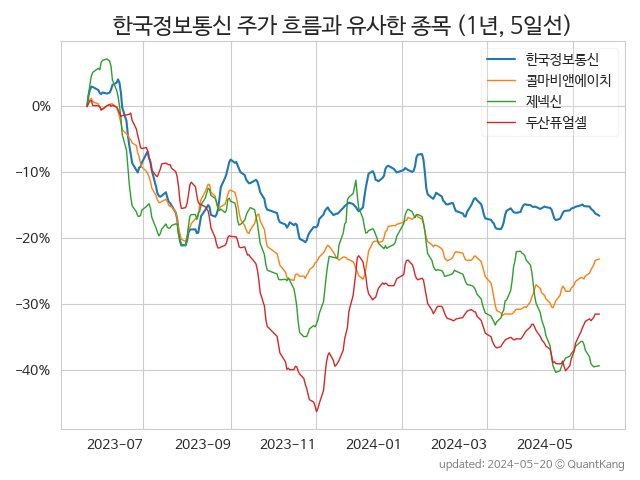 한국정보통신 주가 흐름과 유사한 종목 (1년, 5일선)
한국정보통신
콜마비앤에이치
제넥신
두산퓨얼셀
0%
−10%
−20%
−30%
−40%
2023-07
2023-09
2023-11
2024-01
2024-03
2024-05
updated: 2024-05-20 © QuantKang